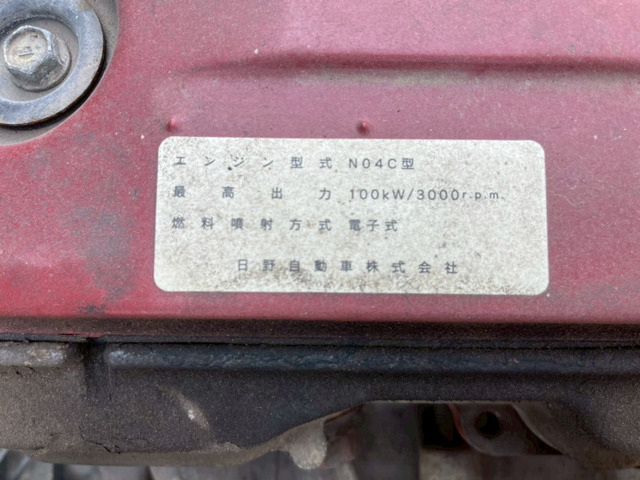 エンジン型式 N04C型
最高出力 100kW/3000r.p.m.
燃料噴射方式 電子式
日野自動車株式会社